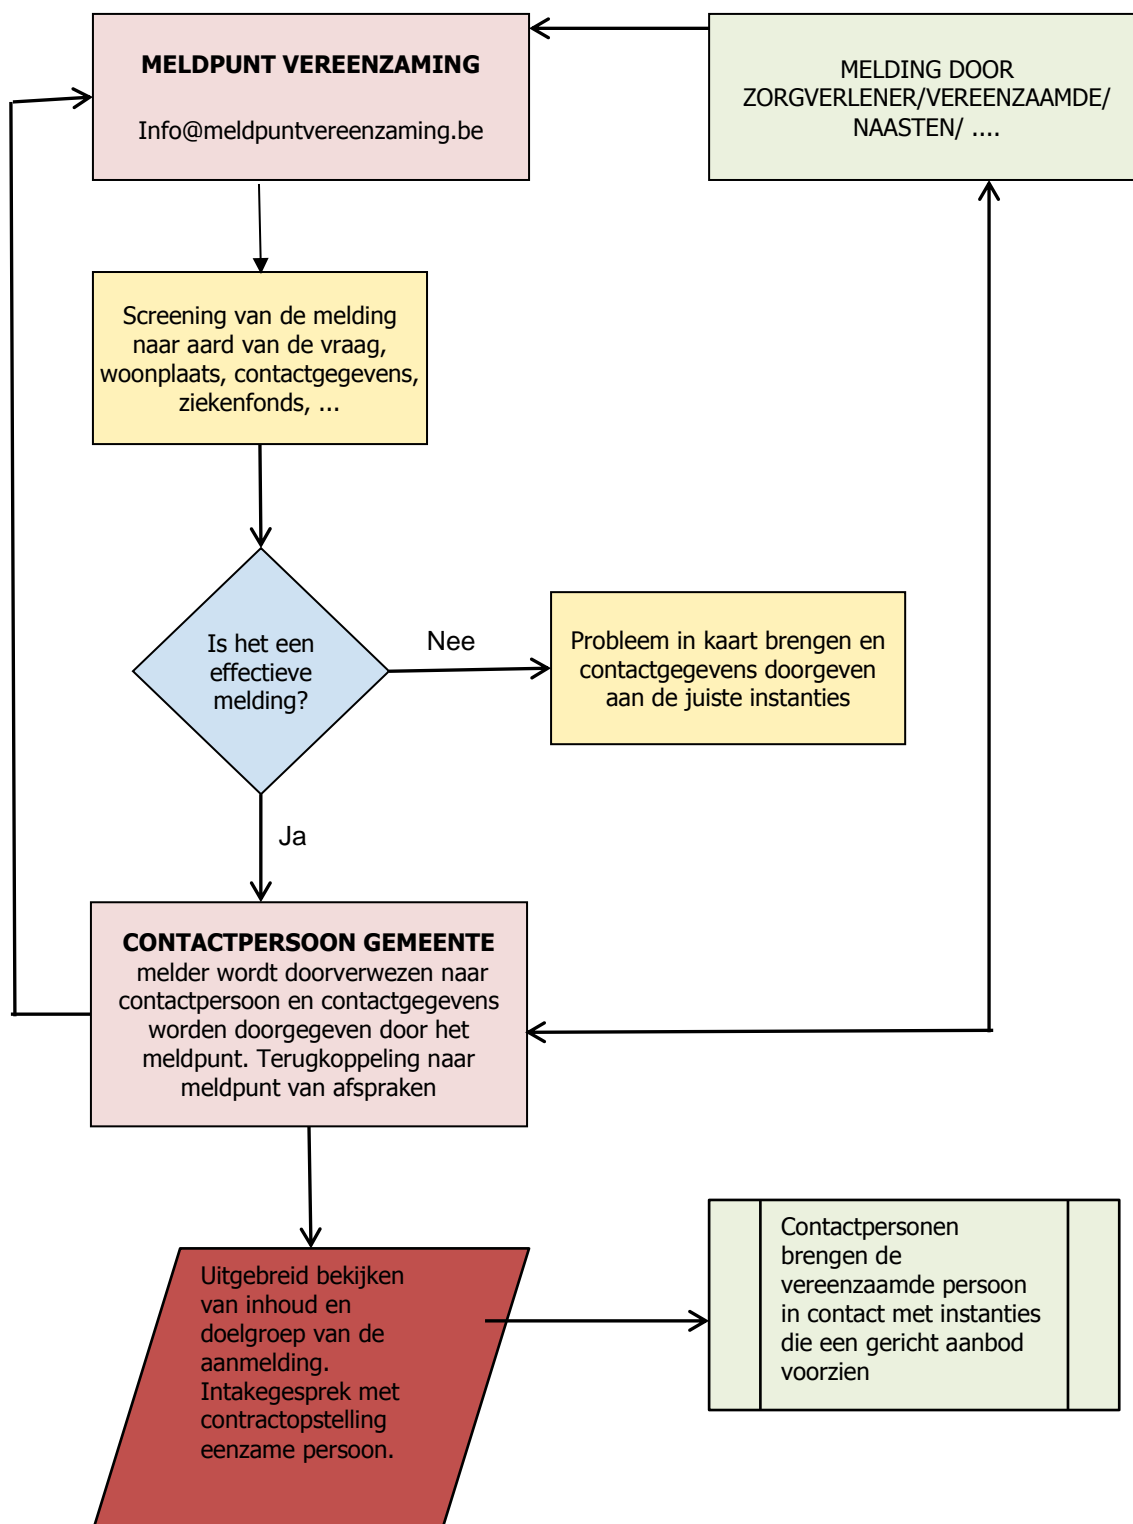 MELDPUNT VEREENZAMING
Info@meldpuntvereenzaming.be
MELDING DOOR
ZORGVERLENER/VEREENZAAMDE/
NAASTEN/ ....
Screening van de melding
naar aard van de vraag,
woonplaats, contactgegevens,
ziekenfonds, ...
Is het een
effectieve
melding?
Nee
Probleem in kaart brengen en
contactgegevens doorgeven
aan de juiste instanties
Ja
CONTACTPERSOON GEMEENTE
melder wordt doorverwezen naar
contactpersoon en contactgegevens
worden doorgegeven door het
meldpunt. Terugkoppeling naar
meldpunt van afspraken
Uitgebreid bekijken
van inhoud en
doelgroep van de
aanmelding.
Intakegesprek met
contractopstelling
eenzame persoon.
Contactpersonen
brengen de
vereenzaamde persoon
in contact met instanties
die een gericht aanbod
voorzien